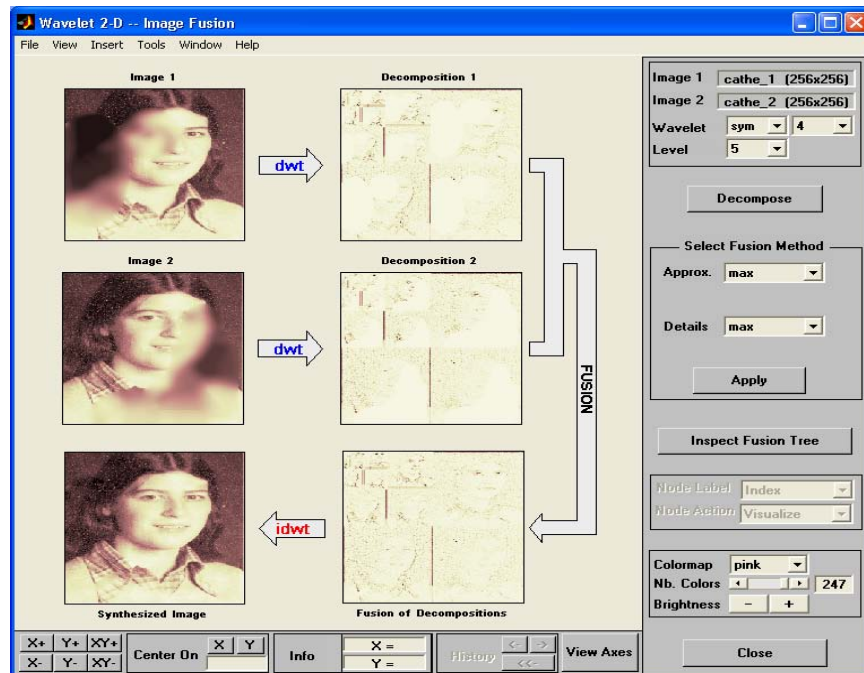 Wavelet 2-D -- Image Fusion
File View Insert Tools Window Help
Image 1
Decomposition 1
dwt
Image 2
Decomposition 2
dwt
FUSION
idwt
Synthesized Image
Fusion of Decompositions
Image 1 cathe_1 (256x256)
Image 2 cathe_2 (256x256)
Wavelet sym 4
Level 5
Decompose
Select Fusion Method
Approx. max
Details max
Apply
Inspect Fusion Tree
Node Label Index
Node Action Visualize
Colormap pink
Nb. Colors 247
Brightness - +
Close
X+ Y+ XY+
X- Y- XY-
Center On X Y
Info X =
Y =
History <- ->
<<-
View Axes